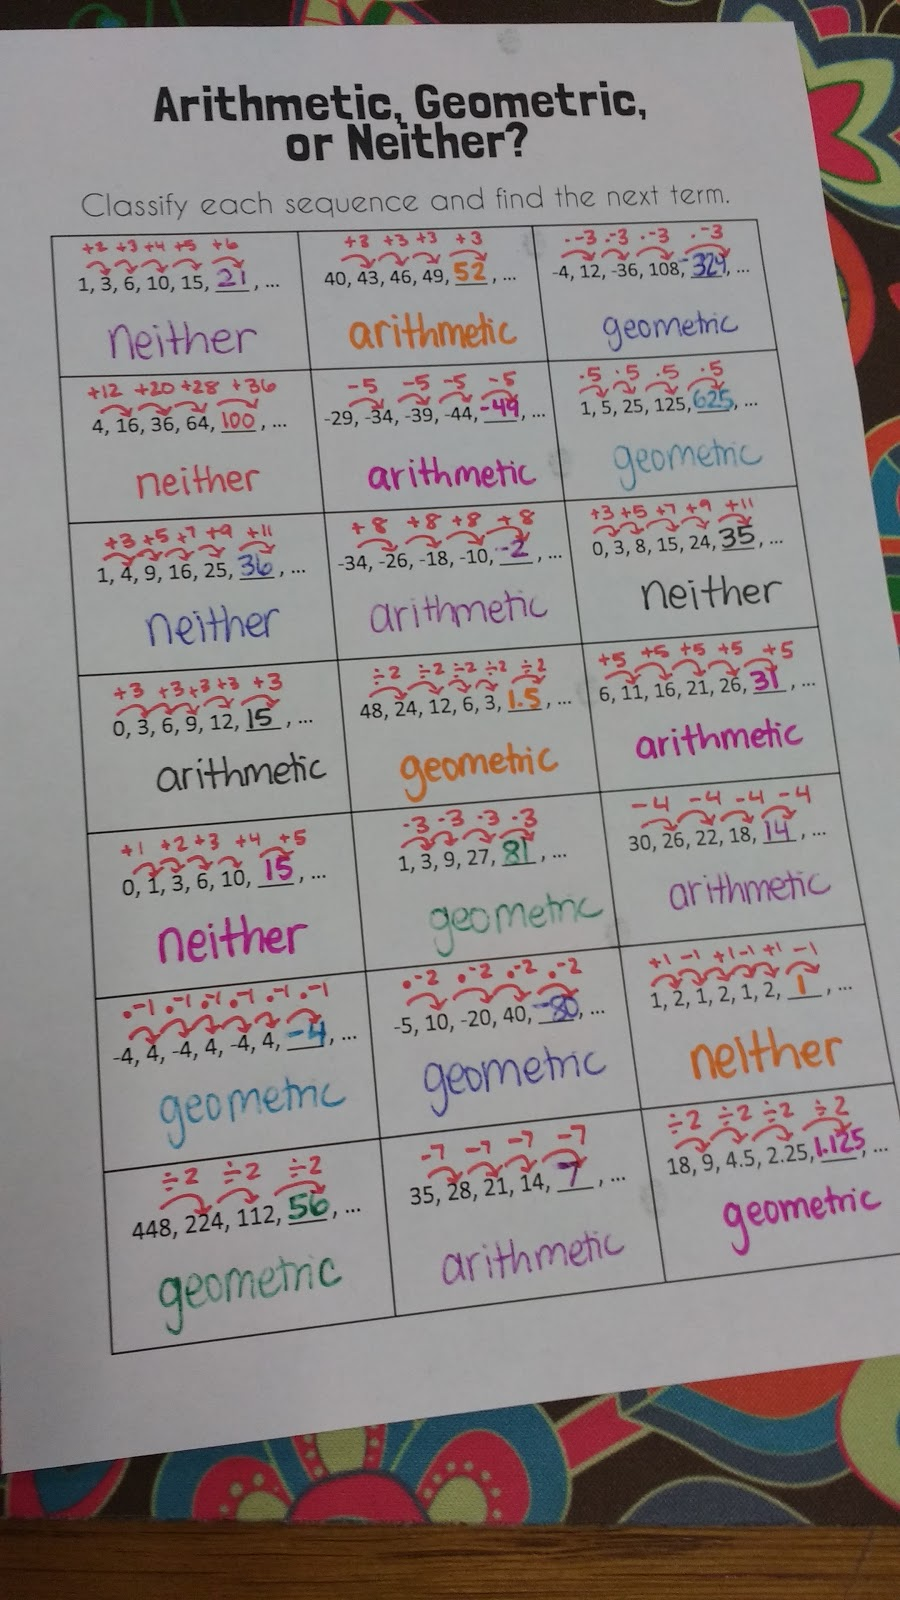 Arithmetic, Geometric,
or Neither?
Classify each sequence and find the next term.
+2 +3 +4 +5 +6
1, 3, 6, 10, 15, 21, ...
neither
+3 +3 +3 +3
40, 43, 46, 49, 52, ...
arithmetic
·-3 ·-3 ·-3 ·-3
-4, 12, -36, 108, -324, ...
geometric
+12 +20 +28 +36
4, 16, 36, 64, 100, ...
neither
-5 -5 -5 -5
-29, -34, -39, -44, -49, ...
arithmetic
·5 ·5 ·5 ·5
1, 5, 25, 125, 625, ...
geometric
+3 +5 +7 +9 +11
1, 4, 9, 16, 25, 36, ...
neither
+8 +8 +8 +8
-34, -26, -18, -10, -2, ...
arithmetic
+3 +5 +7 +9 +11
0, 3, 8, 15, 24, 35, ...
neither
+3 +3 +3 +3 +3
0, 3, 6, 9, 12, 15, ...
arithmetic
÷2 ÷2 ÷2 ÷2 ÷2
48, 24, 12, 6, 3, 1.5, ...
geometric
+5 +5 +5 +5 +5
6, 11, 16, 21, 26, 31, ...
arithmetic
+1 +2 +3 +4 +5
0, 1, 3, 6, 10, 15, ...
neither
·3 ·3 ·3 ·3
1, 3, 9, 27, 81, ...
geometric
-4 -4 -4 -4
30, 26, 22, 18, 14, ...
arithmetic
·-1 ·-1 ·-1 ·-1 ·-1 ·-1
-4, 4, -4, 4, -4, 4, -4, ...
geometric
·-2 ·-2 ·-2 ·-2
-5, 10, -20, 40, -80, ...
geometric
+1 -1 +1 -1 +1 -1
1, 2, 1, 2, 1, 2, 1, ...
neither
÷2 ÷2 ÷2
448, 224, 112, 56, ...
geometric
-7 -7 -7 -7
35, 28, 21, 14, 7, ...
arithmetic
÷2 ÷2 ÷2 ÷2
18, 9, 4.5, 2.25, 1.125, ...
geometric